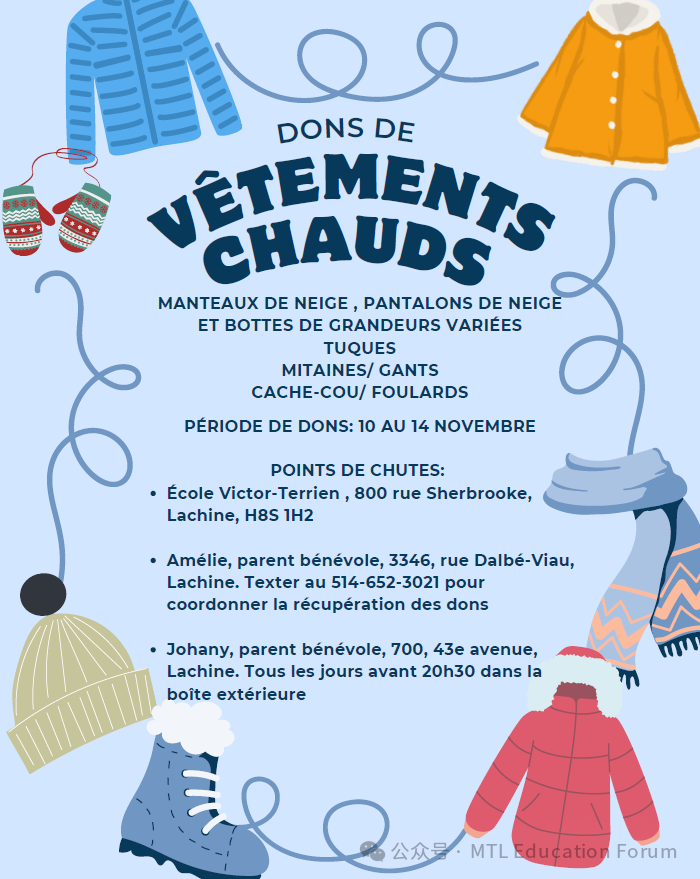 DONS DE
VÊTEMENTS
CHAUDS
MANTEAUX DE NEIGE , PANTALONS DE NEIGE
ET BOTTES DE GRANDEURS VARIÉES
TUQUES
MITAINES/ GANTS
CACHE-COU/ FOULARDS
PÉRIODE DE DONS: 10 AU 14 NOVEMBRE
POINTS DE CHUTES:
• École Victor-Terrien , 800 rue Sherbrooke,
Lachine, H8S 1H2
• Amélie, parent bénévole, 3346, rue Dalbé-Viau,
Lachine. Texter au 514-652-3021 pour
coordonner la récupération des dons
• Johany, parent bénévole, 700, 43e avenue,
Lachine. Tous les jours avant 20h30 dans la
boîte extérieure
公众号 · MTL Education Forum